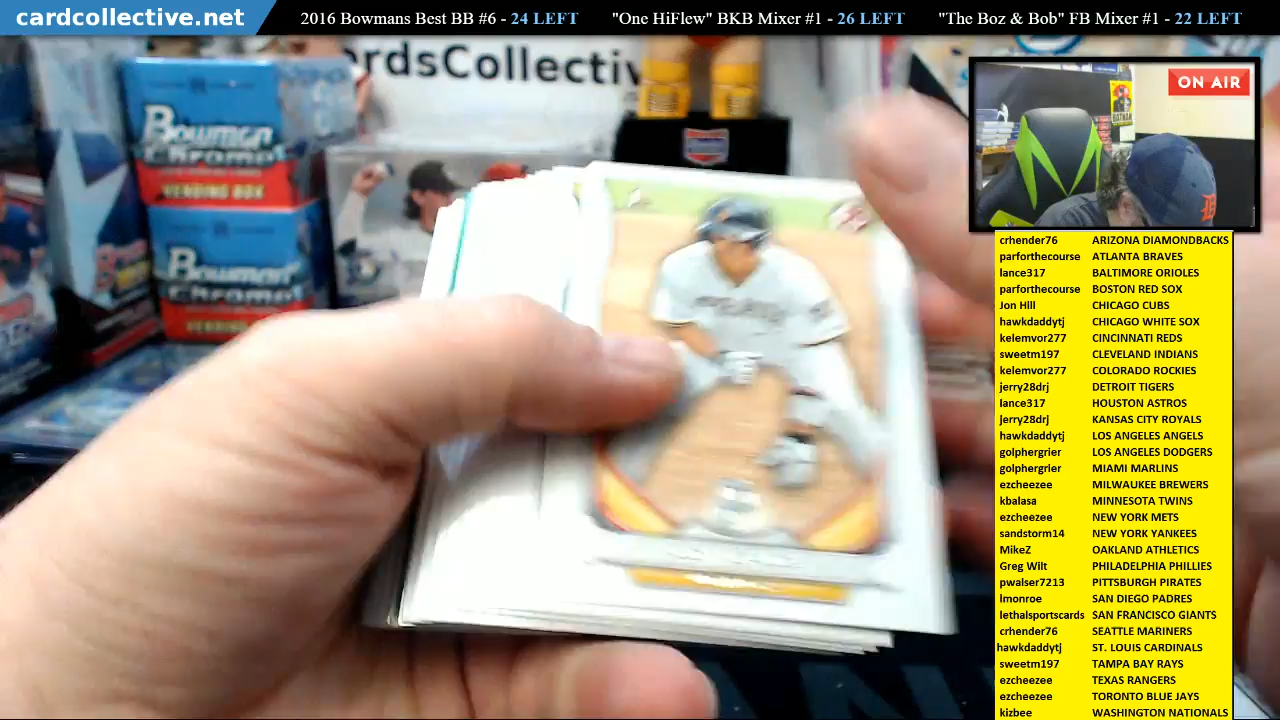 cardcollective.net
2016 Bowmans Best BB #6 - 24 LEFT "One HiFlew" BKB Mixer #1 - 26 LEFT "The Boz & Bob" FB Mixer #1 - 22 LEFT
ardsCollectiv
ON AIR
Bowman
Chrome
VENDING BOX
Bowman
Chrome
VENDING BOX
crhender76 ARIZONA DIAMONDBACKS
parforthecourse ATLANTA BRAVES
lance317 BALTIMORE ORIOLES
parforthecourse BOSTON RED SOX
Jon Hill CHICAGO CUBS
hawkdaddytj CHICAGO WHITE SOX
kelemvor277 CINCINNATI REDS
sweetm197 CLEVELAND INDIANS
kelemvor277 COLORADO ROCKIES
jerry28drj DETROIT TIGERS
lance317 HOUSTON ASTROS
jerry28drj KANSAS CITY ROYALS
hawkdaddytj LOS ANGELES ANGELS
golphergrier LOS ANGELES DODGERS
golphergrier MIAMI MARLINS
ezcheezee MILWAUKEE BREWERS
kbalasa MINNESOTA TWINS
ezcheezee NEW YORK METS
sandstorm14 NEW YORK YANKEES
MikeZ OAKLAND ATHLETICS
Greg Wilt PHILADELPHIA PHILLIES
pwalser7213 PITTSBURGH PIRATES
lmonroe SAN DIEGO PADRES
lethalsportscards SAN FRANCISCO GIANTS
crhender76 SEATTLE MARINERS
hawkdaddytj ST. LOUIS CARDINALS
sweetm197 TAMPA BAY RAYS
ezcheezee TEXAS RANGERS
ezcheezee TORONTO BLUE JAYS
kizbee WASHINGTON NATIONALS